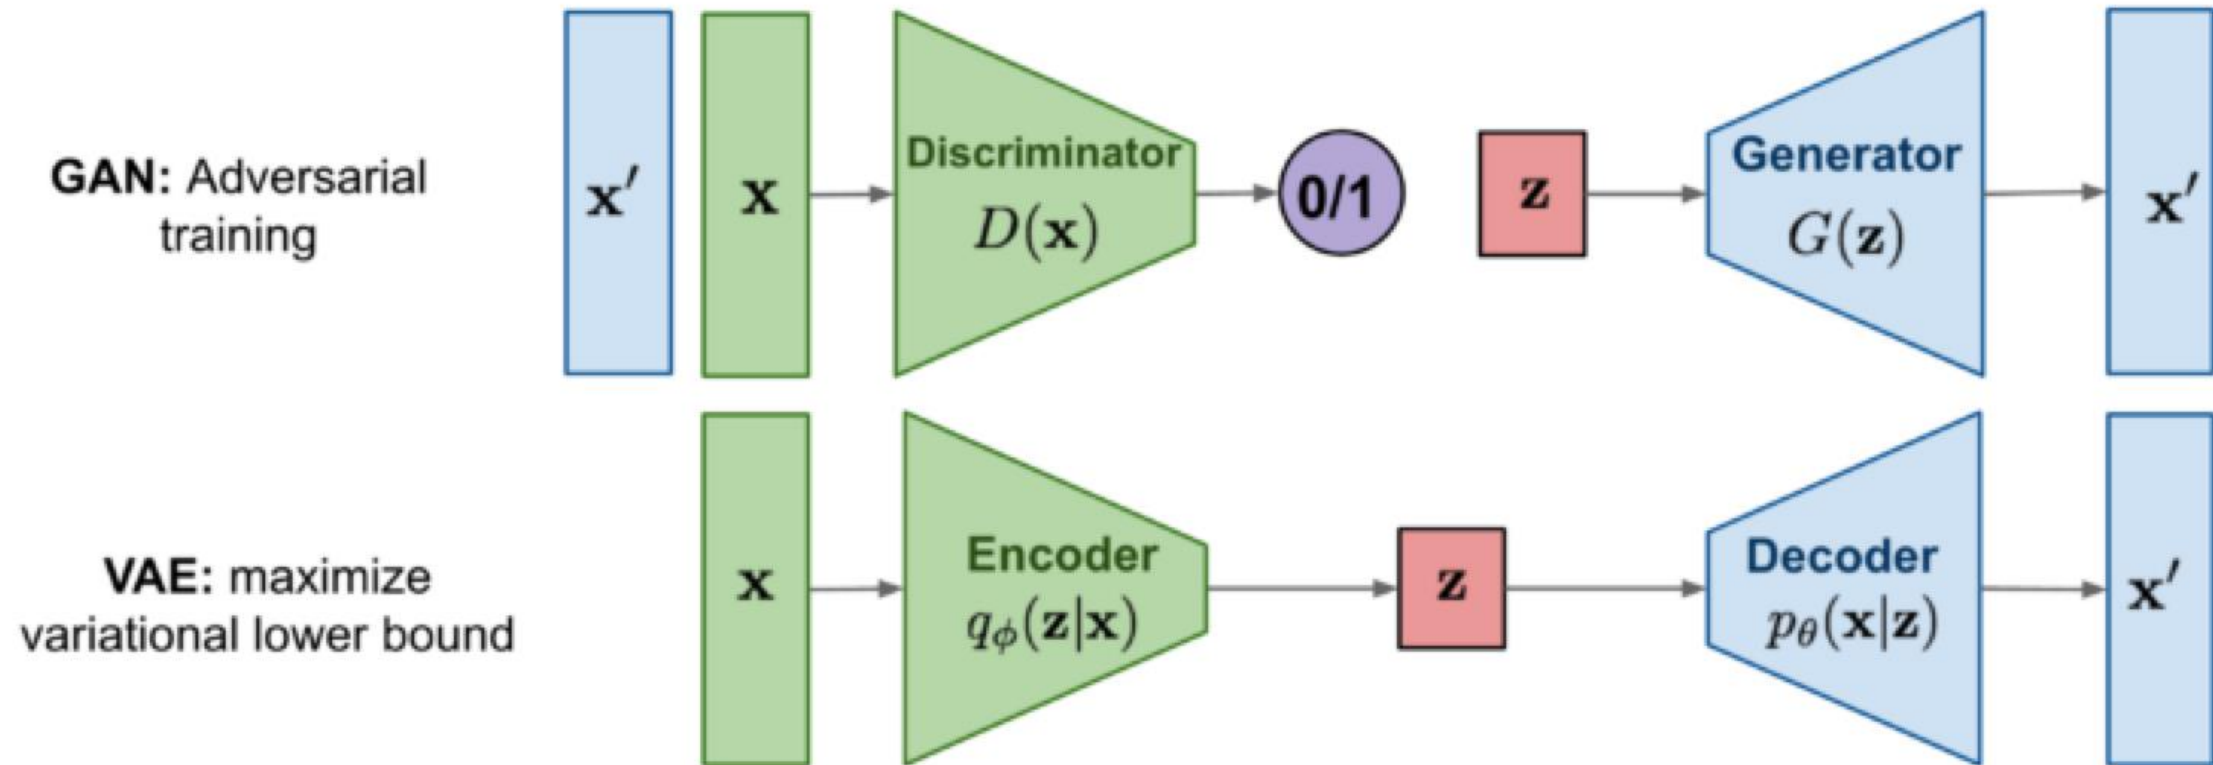 GAN: Adversarial
training
x′
x
Discriminator
D(x)
0/1
z
Generator
G(z)
x′
VAE: maximize
variational lower bound
x
Encoder
qϕ(z|x)
z
Decoder
pθ(x|z)
x′